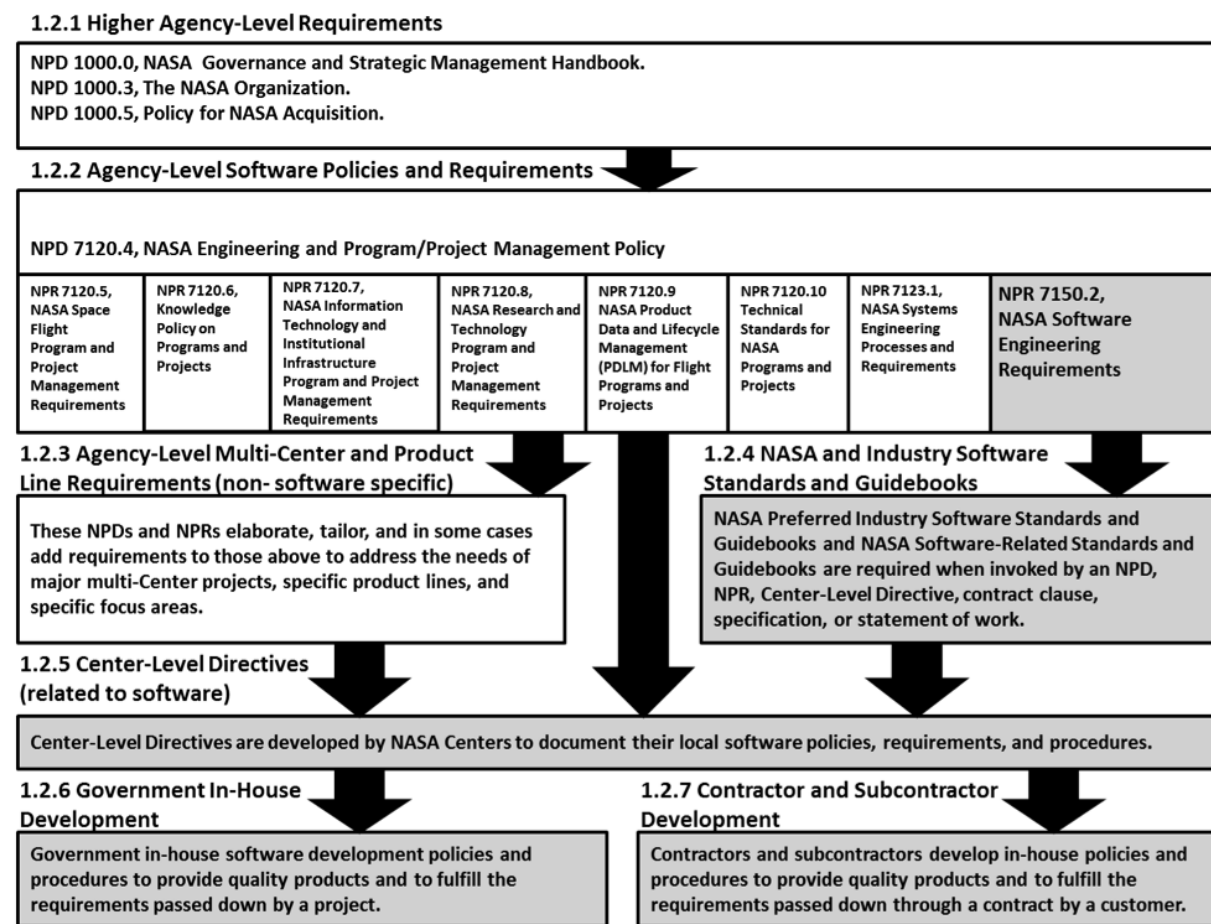 1.2.1 Higher Agency-Level Requirements
NPD 1000.0, NASA Governance and Strategic Management Handbook.
NPD 1000.3, The NASA Organization.
NPD 1000.5, Policy for NASA Acquisition.
1.2.2 Agency-Level Software Policies and Requirements
NPD 7120.4, NASA Engineering and Program/Project Management Policy
NPR 7120.5,
NASA Space
Flight
Program and
Project
Management
Requirements
NPR 7120.6,
Knowledge
Policy on
Programs and
Projects
NPR 7120.7,
NASA Information
Technology and
Institutional
Infrastructure
Program and Project
Management
Requirements
NPR 7120.8,
NASA Research and
Technology
Program and
Project
Management
Requirements
NPR 7120.9
NASA Product
Data and Lifecycle
Management
(PDLM) for Flight
Programs and
Projects
NPR 7120.10
Technical
Standards for
NASA
Programs and
Projects
NPR 7123.1,
NASA Systems
Engineering
Processes and
Requirements
NPR 7150.2,
NASA Software
Engineering
Requirements
1.2.3 Agency-Level Multi-Center and Product
Line Requirements (non- software specific)
These NPDs and NPRs elaborate, tailor, and in some cases
add requirements to those above to address the needs of
major multi-Center projects, specific product lines, and
specific focus areas.
1.2.4 NASA and Industry Software
Standards and Guidebooks
NASA Preferred Industry Software Standards and
Guidebooks and NASA Software-Related Standards and
Guidebooks are required when invoked by an NPD,
NPR, Center-Level Directive, contract clause,
specification, or statement of work.
1.2.5 Center-Level Directives
(related to software)
Center-Level Directives are developed by NASA Centers to document their local software policies, requirements, and procedures.
1.2.6 Government In-House
Development
Government in-house software development policies and
procedures to provide quality products and to fulfill the
requirements passed down by a project.
1.2.7 Contractor and Subcontractor
Development
Contractors and subcontractors develop in-house policies and
procedures to provide quality products and to fulfill the
requirements passed down through a contract by a customer.